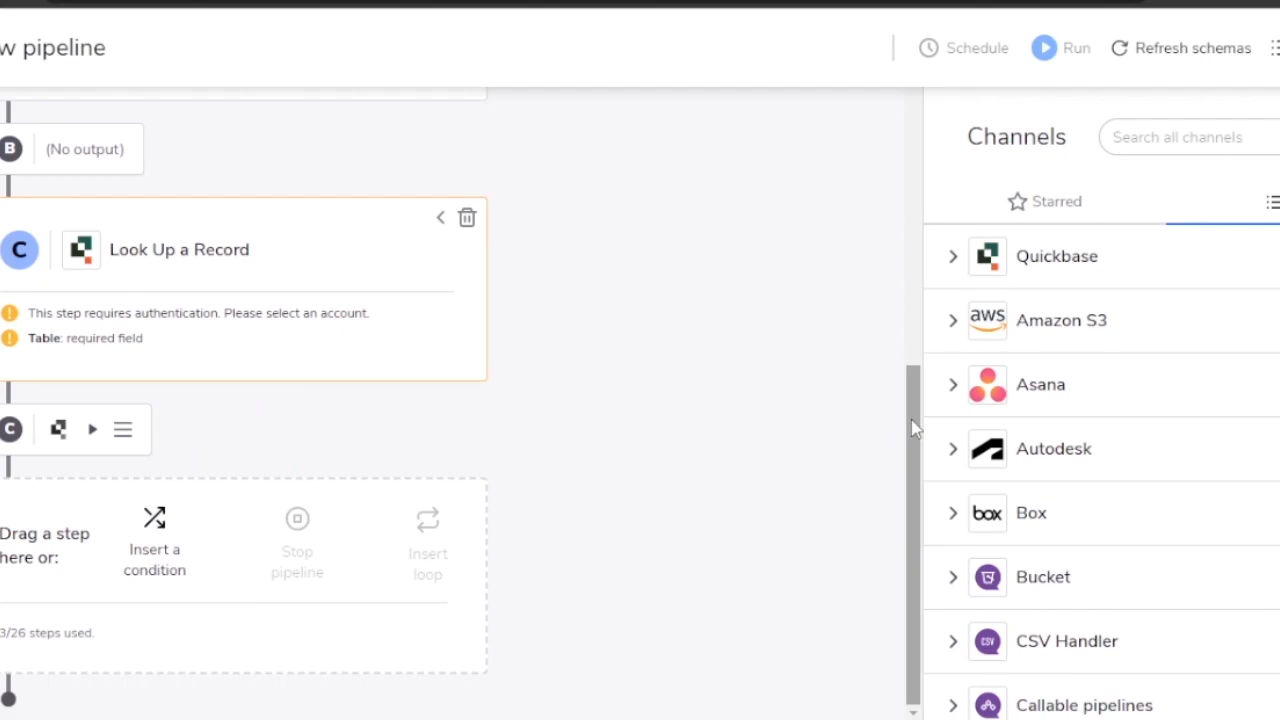 w pipeline
Schedule
Run
Refresh schemas
B
(No output)
C
Look Up a Record
This step requires authentication. Please select an account.
Table: required field
C
Drag a step
here or:
Insert a
condition
Stop
pipeline
Insert
loop
3/26 steps used.
Channels
Search all channels
Starred
Quickbase
aws
Amazon S3
Asana
Autodesk
box
Box
Bucket
CSV
CSV Handler
Callable pipelines